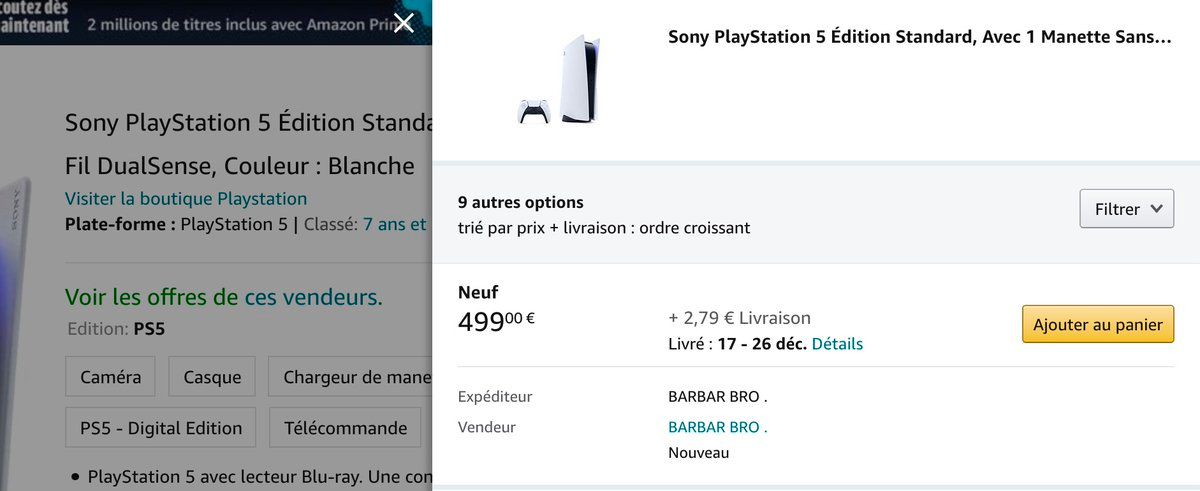 coutez dès
aintenant
2 millions de titres inclus avec Amazon Prim
Sony PlayStation 5 Édition Standa
Fil DualSense, Couleur : Blanche
Visiter la boutique Playstation
Plate-forme : PlayStation 5 | Classé: 7 ans et
Voir les offres de ces vendeurs.
Edition: PS5
Caméra
Casque
Chargeur de mane
PS5 - Digital Edition
Télécommande
• PlayStation 5 avec lecteur Blu-ray. Une con
SONY
Sony PlayStation 5 Édition Standard, Avec 1 Manette Sans...
9 autres options
trié par prix + livraison : ordre croissant
Filtrer
Neuf
499,00 €
+ 2,79 € Livraison
Livré : 17 - 26 déc. Détails
Ajouter au panier
Expéditeur
BARBAR BRO .
Vendeur
BARBAR BRO .
Nouveau